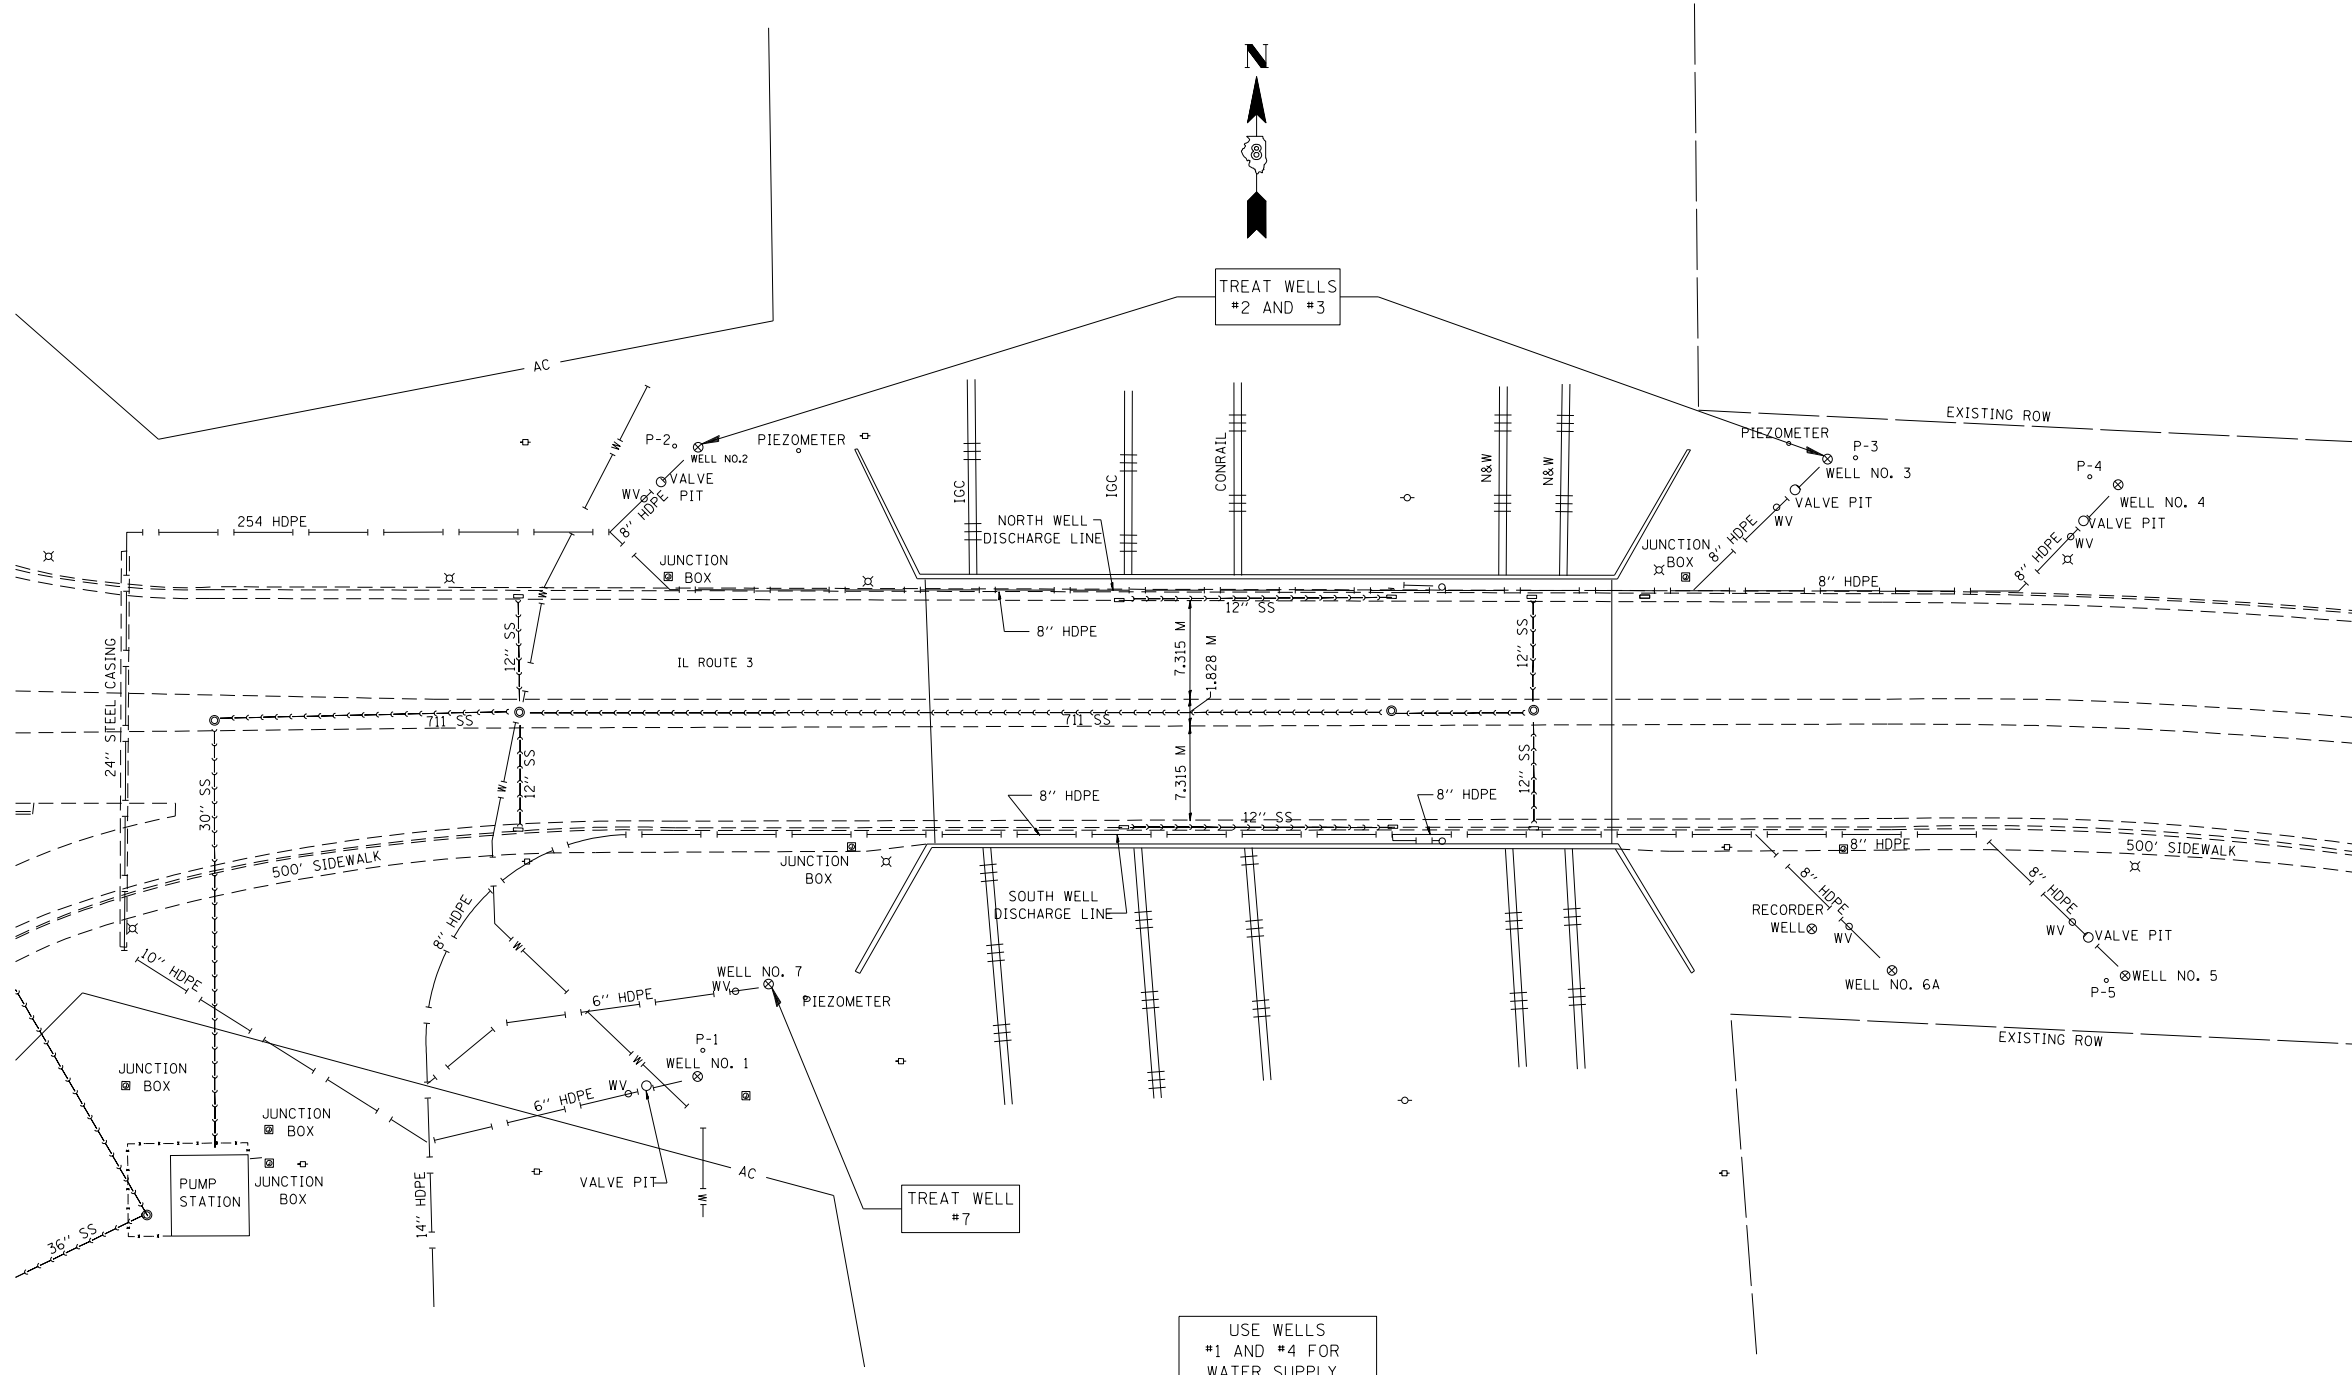 N
8
TREAT WELLS
#2 AND #3
AC
EXISTING ROW
P-2
PIEZOMETER
WELL NO.2
VALVE
PIT
WV
8'' HDPE
W
254 HDPE
JUNCTION
BOX
IGC
IGC
CONRAIL
N&W
N&W
NORTH WELL
DISCHARGE LINE
PIEZOMETER
P-3
WELL NO. 3
VALVE PIT
WV
8'' HDPE
JUNCTION
BOX
P-4
WELL NO. 4
VALVE PIT
WV
8'' HDPE
8'' HDPE
W
12'' SS
8'' HDPE
12'' SS
IL ROUTE 3
7.315 M
1.828 M
12'' SS
24'' STEEL CASING
711 SS
711 SS
30'' SS
W
12'' SS
7.315 M
12'' SS
8'' HDPE
8'' HDPE
12'' SS
500' SIDEWALK
JUNCTION
BOX
8'' HDPE
500' SIDEWALK
SOUTH WELL
DISCHARGE LINE
8'' HDPE
8'' HDPE
RECORDER
WELL
WV
WV
VALVE PIT
WELL NO. 6A
WELL NO. 5
P-5
8'' HDPE
W
10'' HDPE
WELL NO. 7
WV
6'' HDPE
PIEZOMETER
P-1
WELL NO. 1
W
WV
6'' HDPE
EXISTING ROW
JUNCTION
BOX
JUNCTION
BOX
JUNCTION
BOX
PUMP
STATION
VALVE PIT
AC
W
14'' HDPE
36'' SS
TREAT WELL
#7
USE WELLS
#1 AND #4 FOR
WATER SUPPLY